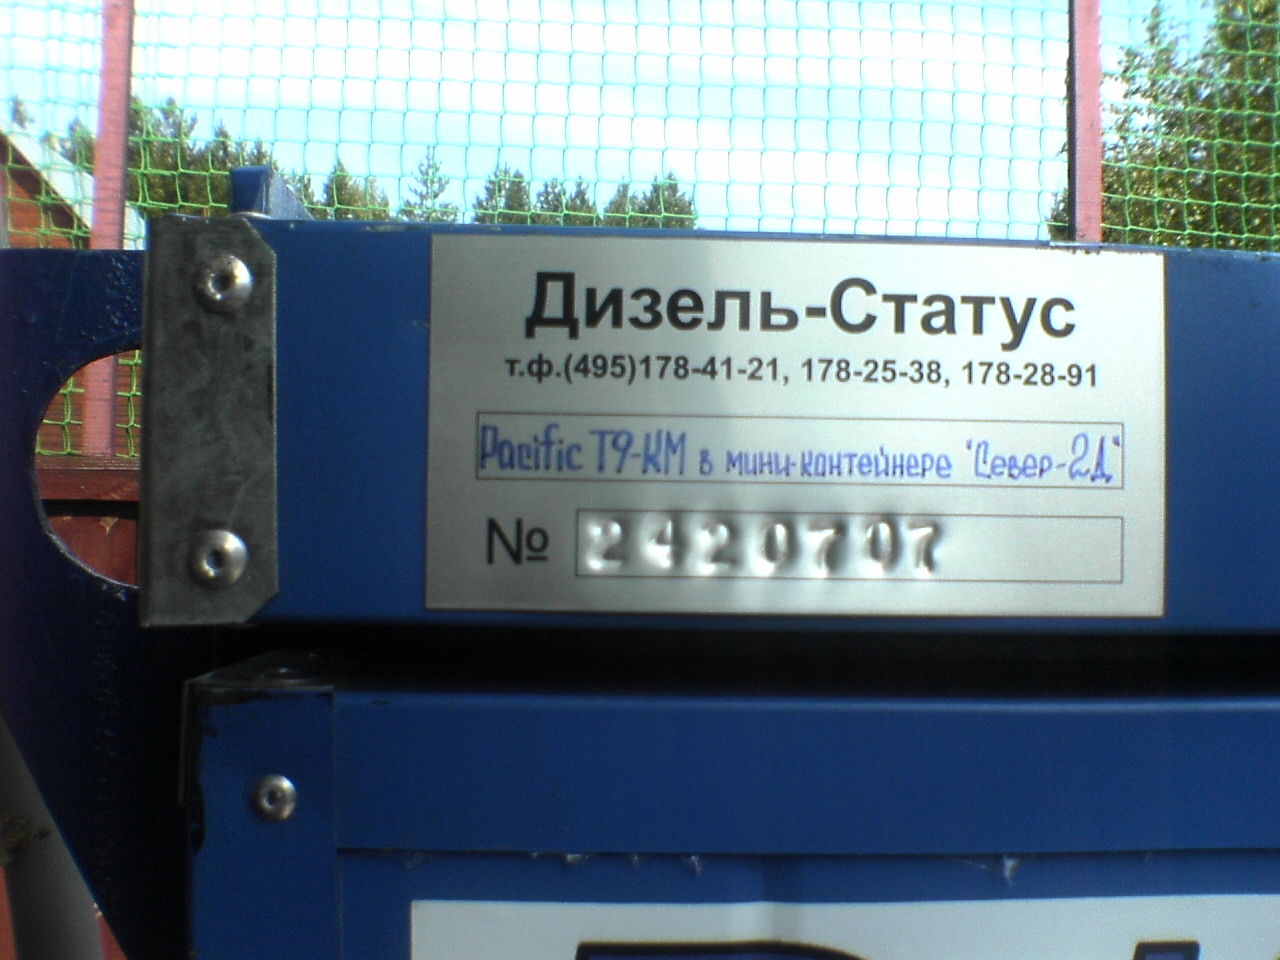 Дизель-Статус
т.ф.(495)178-41-21, 178-25-38, 178-28-91
Pacific T9-КМ в мини-контейнере "Север-2Д"
№ 2420707